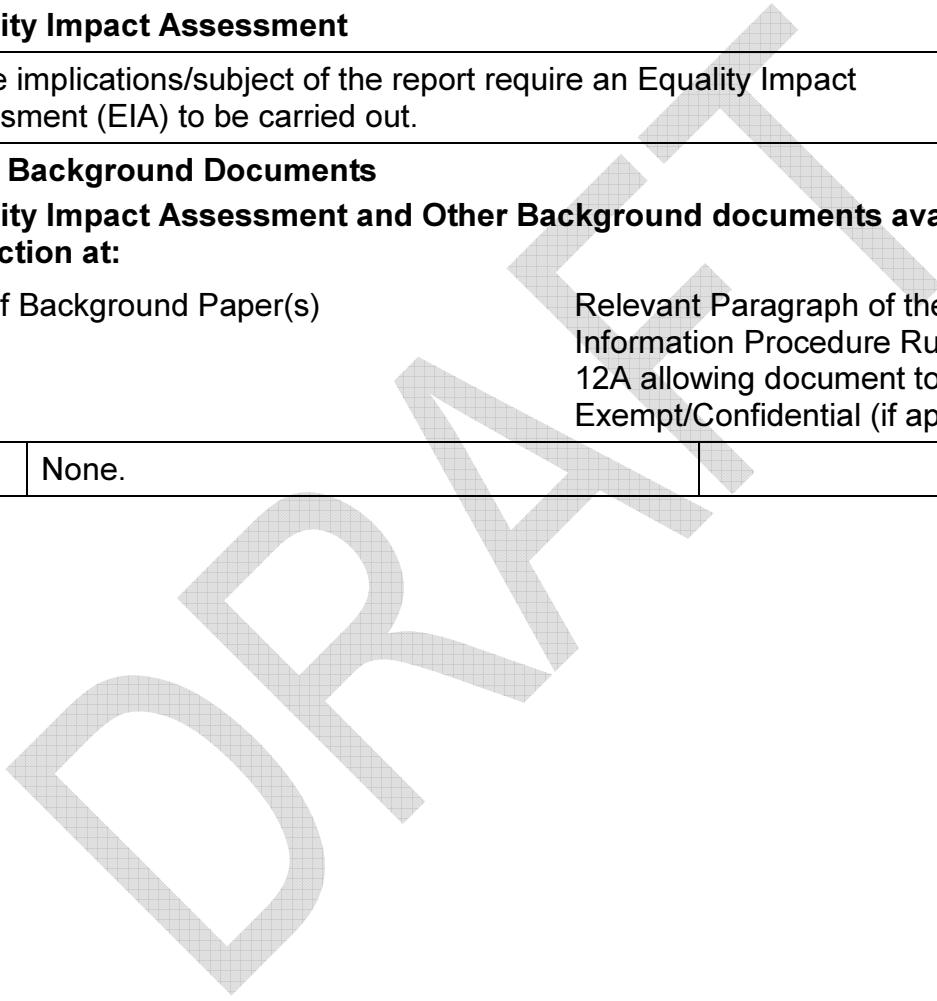 ity Impact Assessment
e implications/subject of the report require an Equality Impact
sment (EIA) to be carried out.
Background Documents
ity Impact Assessment and Other Background documents ava
ction at:
f Background Paper(s)
Relevant Paragraph of the
Information Procedure Ru
12A allowing document to
Exempt/Confidential (if ap
None.
DRAFT